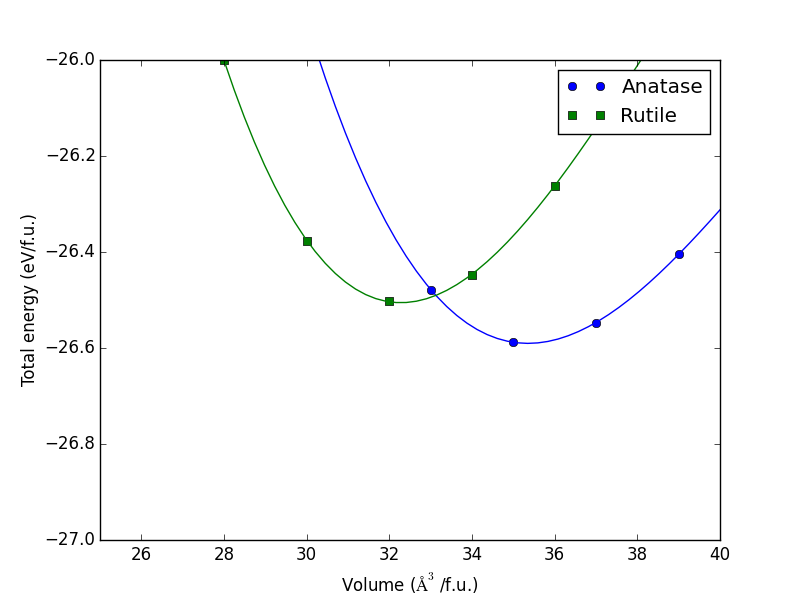 −26.0
−26.2
−26.4
−26.6
−26.8
−27.0
Total energy (eV/f.u.)
26 28 30 32 34 36 38 40
Volume (Å³ /f.u.)
Anatase
Rutile